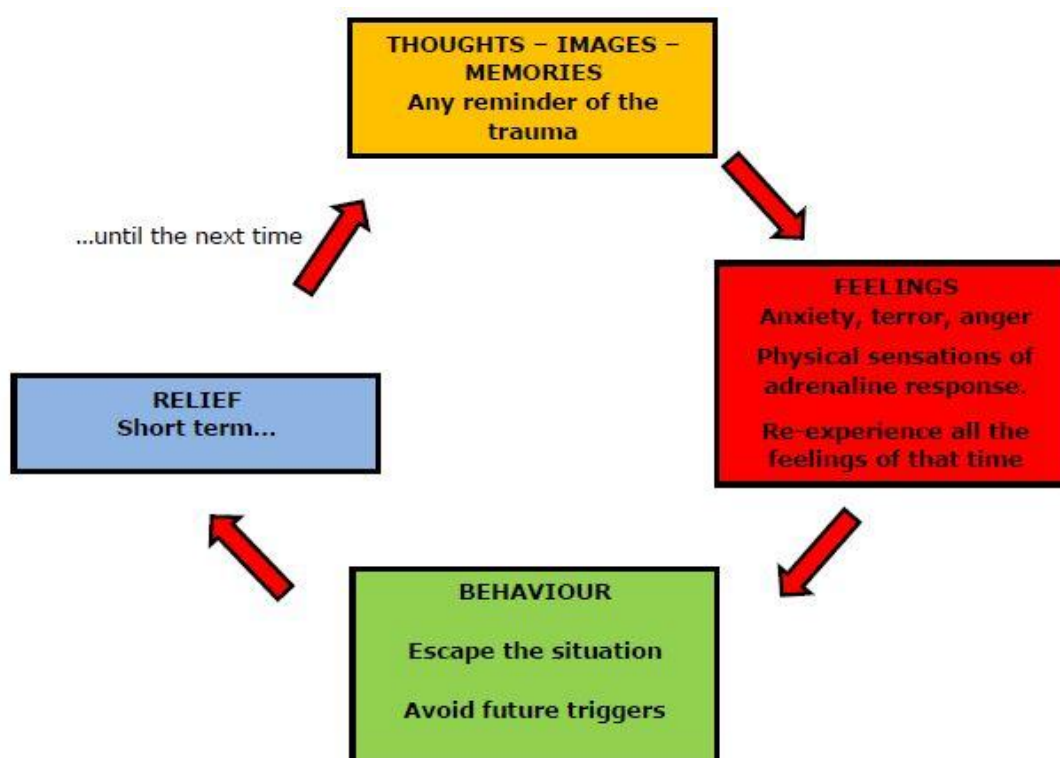 THOUGHTS – IMAGES –
MEMORIES
Any reminder of the
trauma
...until the next time
FEELINGS
Anxiety, terror, anger
Physical sensations of
adrenaline response.
Re-experience all the
feelings of that time
RELIEF
Short term...
BEHAVIOUR
Escape the situation
Avoid future triggers